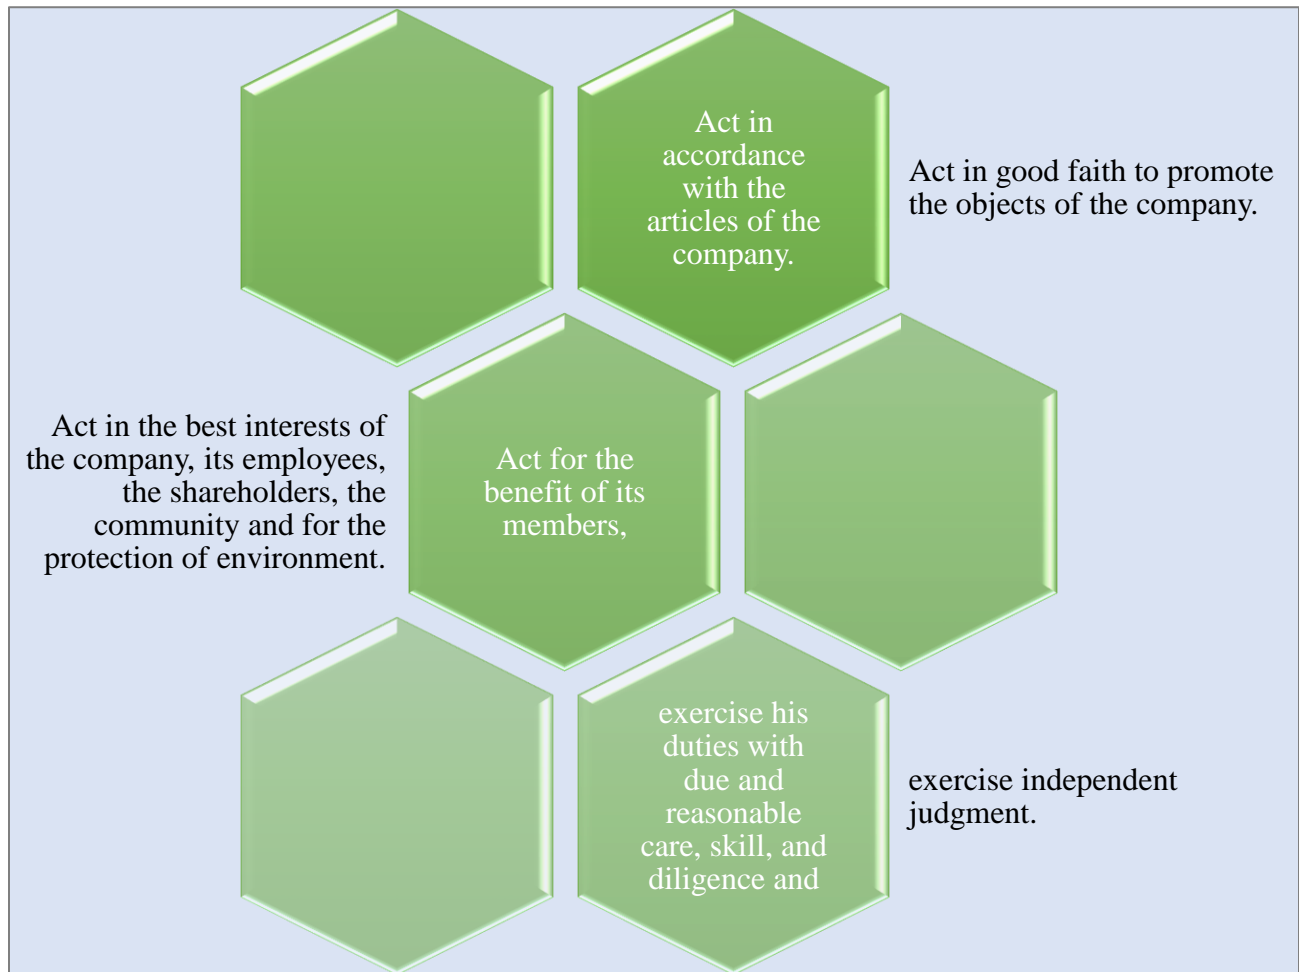 Act in
accordance
with the
articles of the
company.
Act in good faith to promote
the objects of the company.
Act in the best interests of
the company, its employees,
the shareholders, the
community and for the
protection of environment.
Act for the
benefit of its
members,
exercise his
duties with
due and
reasonable
care, skill, and
diligence and
exercise independent
judgment.